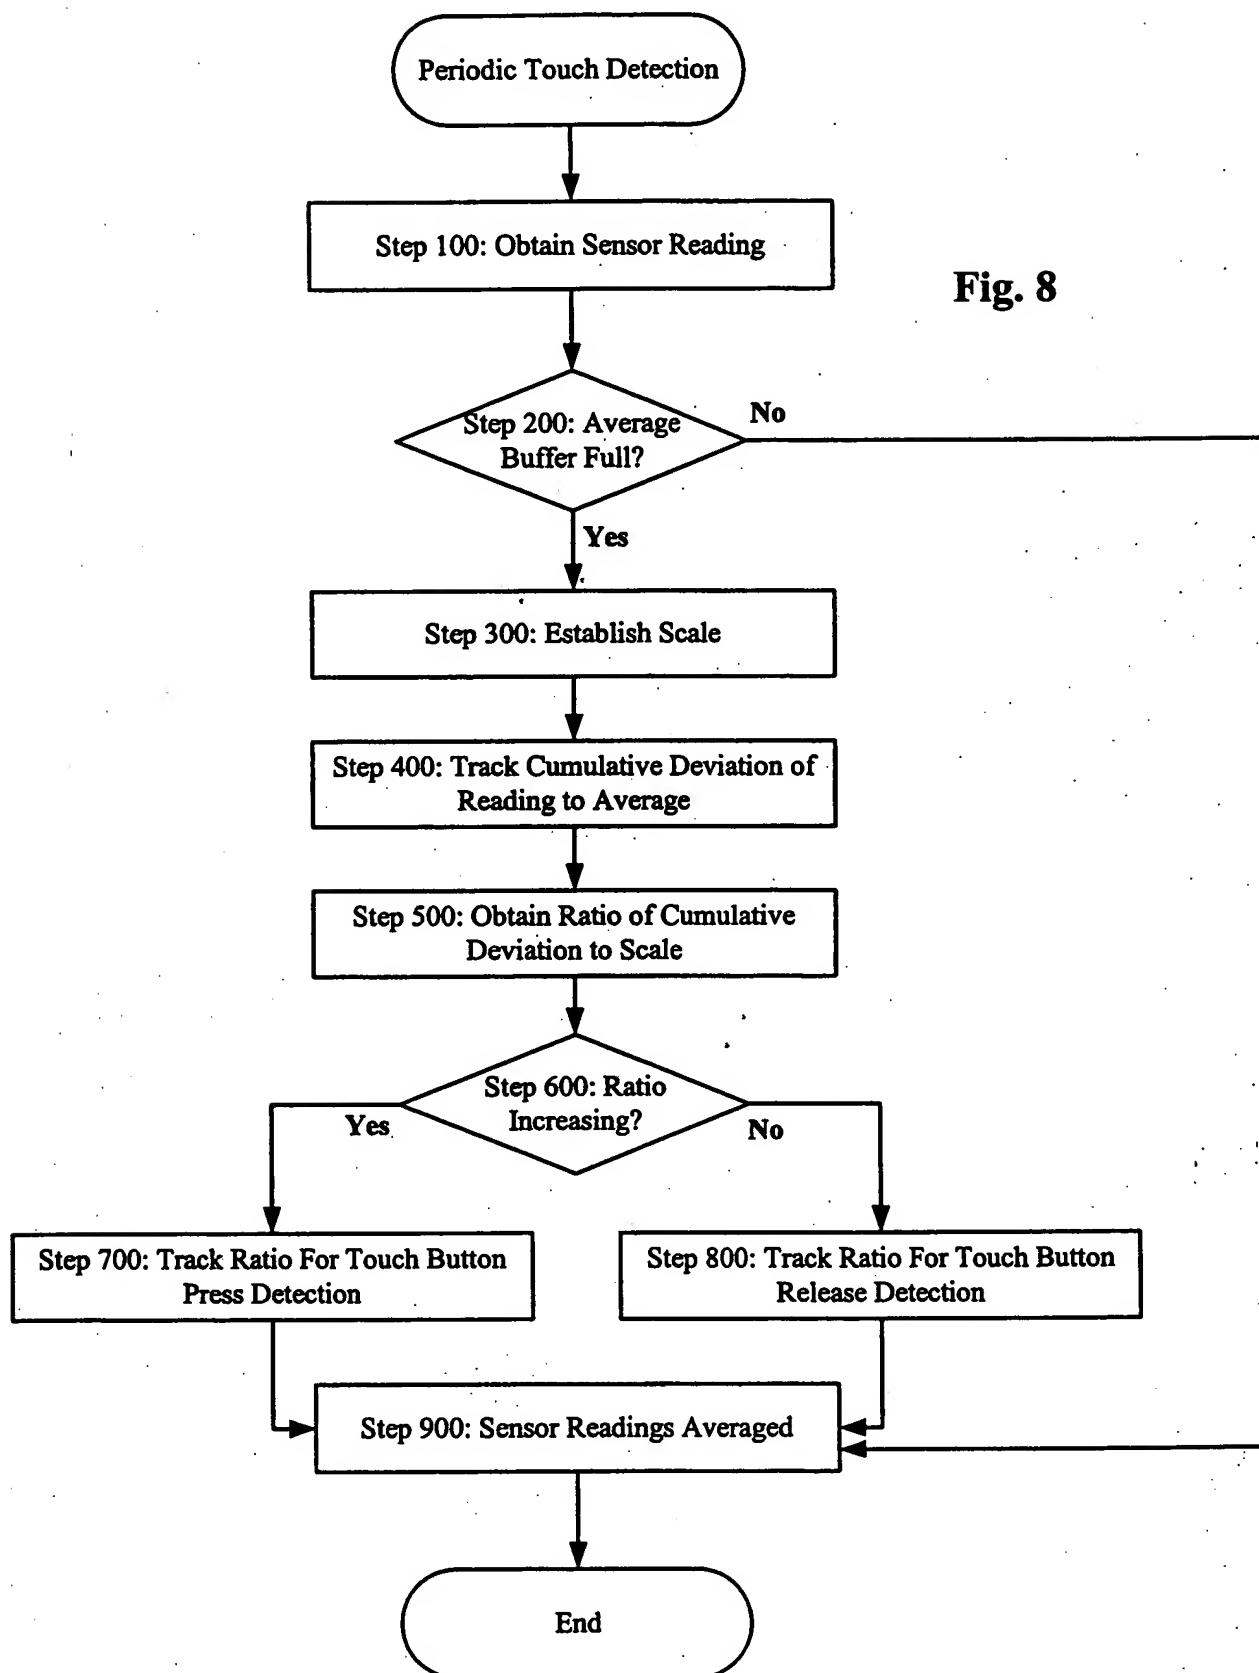 Periodic Touch Detection
Step 100: Obtain Sensor Reading
Fig. 8
Step 200: Average
Buffer Full?
No
Yes
Step 300: Establish Scale
Step 400: Track Cumulative Deviation of
Reading to Average
Step 500: Obtain Ratio of Cumulative
Deviation to Scale
Step 600: Ratio
Increasing?
Yes
No
Step 700: Track Ratio For Touch Button
Press Detection
Step 800: Track Ratio For Touch Button
Release Detection
Step 900: Sensor Readings Averaged
End